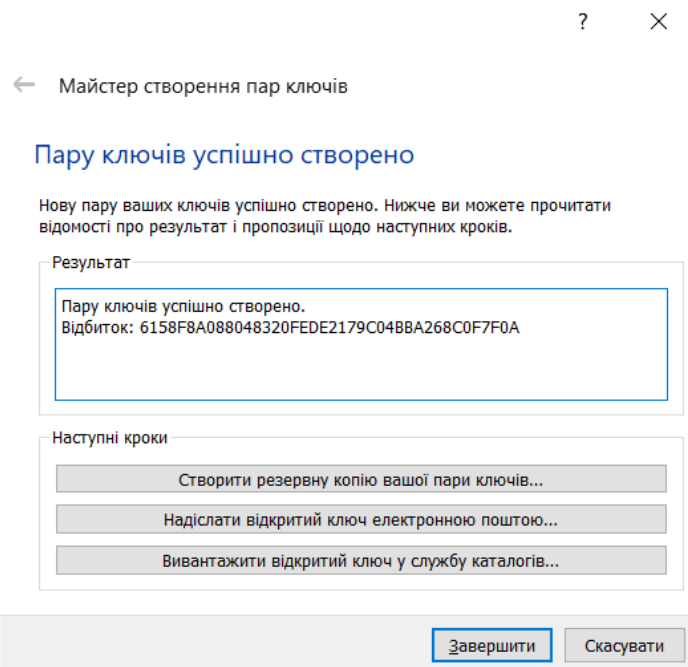 ?
Майстер створення пар ключів
Пару ключів успішно створено
Нову пару ваших ключів успішно створено. Нижче ви можете прочитати
відомості про результат і пропозиції щодо наступних кроків.
Результат
Пару ключів успішно створено.
Відбиток: 6158F8A088048320FEDE2179C04BBA268C0F7F0A
Наступні кроки
Створити резервну копію вашої пари ключів...
Надіслати відкритий ключ електронною поштою...
Вивантажити відкритий ключ у службу каталогів...
Завершити
Скасувати